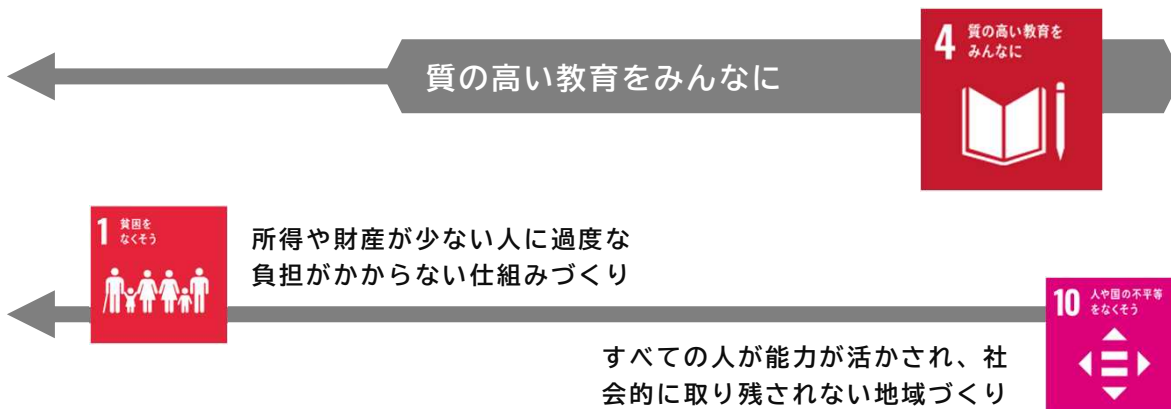 質の高い教育をみんなに
4 質の高い教育を
みんなに
1 貧困を
なくそう
所得や財産が少ない人に過度な
負担がかからない仕組みづくり
10 人や国の不平等
をなくそう
すべての人が能力が活かされ、社
会的に取り残されない地域づくり